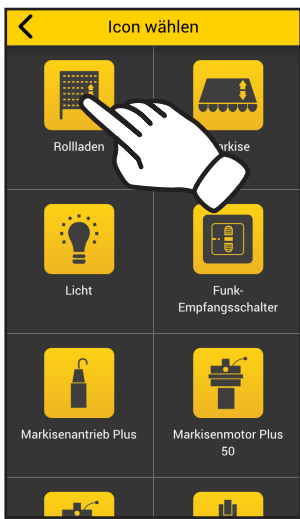 Icon wählen
Rollladen
Licht
Funk-
Empfangsschalter
Markisenantrieb Plus
Markisenmotor Plus
50